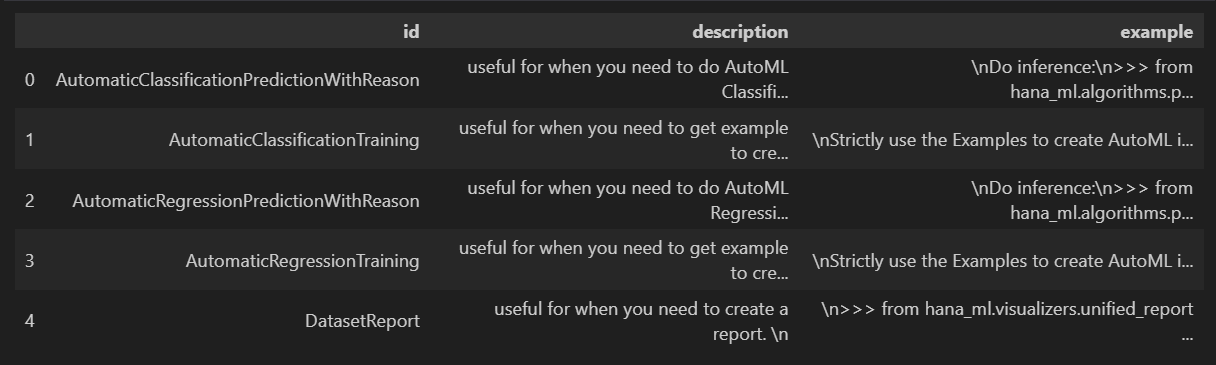 id description example
0 AutomaticClassificationPredictionWithReason useful for when you need to do AutoML Classifi... \nDo inference:\n>>> from hana_ml.algorithms.p...
1 AutomaticClassificationTraining useful for when you need to get example to cre... \nStrictly use the Examples to create AutoML i...
2 AutomaticRegressionPredictionWithReason useful for when you need to do AutoML Regressi... \nDo inference:\n>>> from hana_ml.algorithms.p...
3 AutomaticRegressionTraining useful for when you need to get example to cre... \nStrictly use the Examples to create AutoML i...
4 DatasetReport useful for when you need to create a report. \n \n>>> from hana_ml.visualizers.unified_report ...